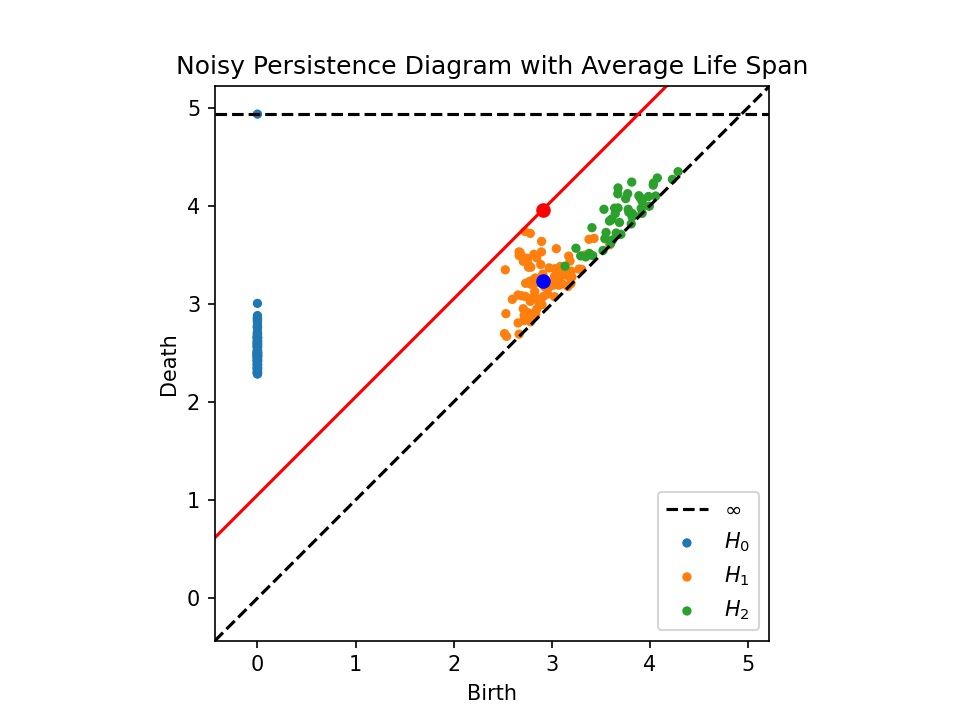 Noisy Persistence Diagram with Average Life Span
5
4
3
2
1
0
Death
0 1 2 3 4 5
Birth
∞
H₀
H₁
H₂